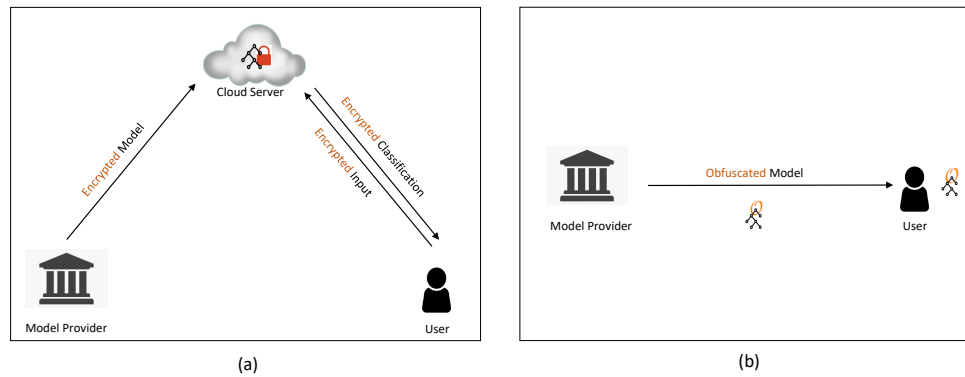 Cloud Server
Encrypted Model
Encrypted Classification
Encrypted Input
Model Provider
User
(a)
Obfuscated Model
Model Provider
User
(b)